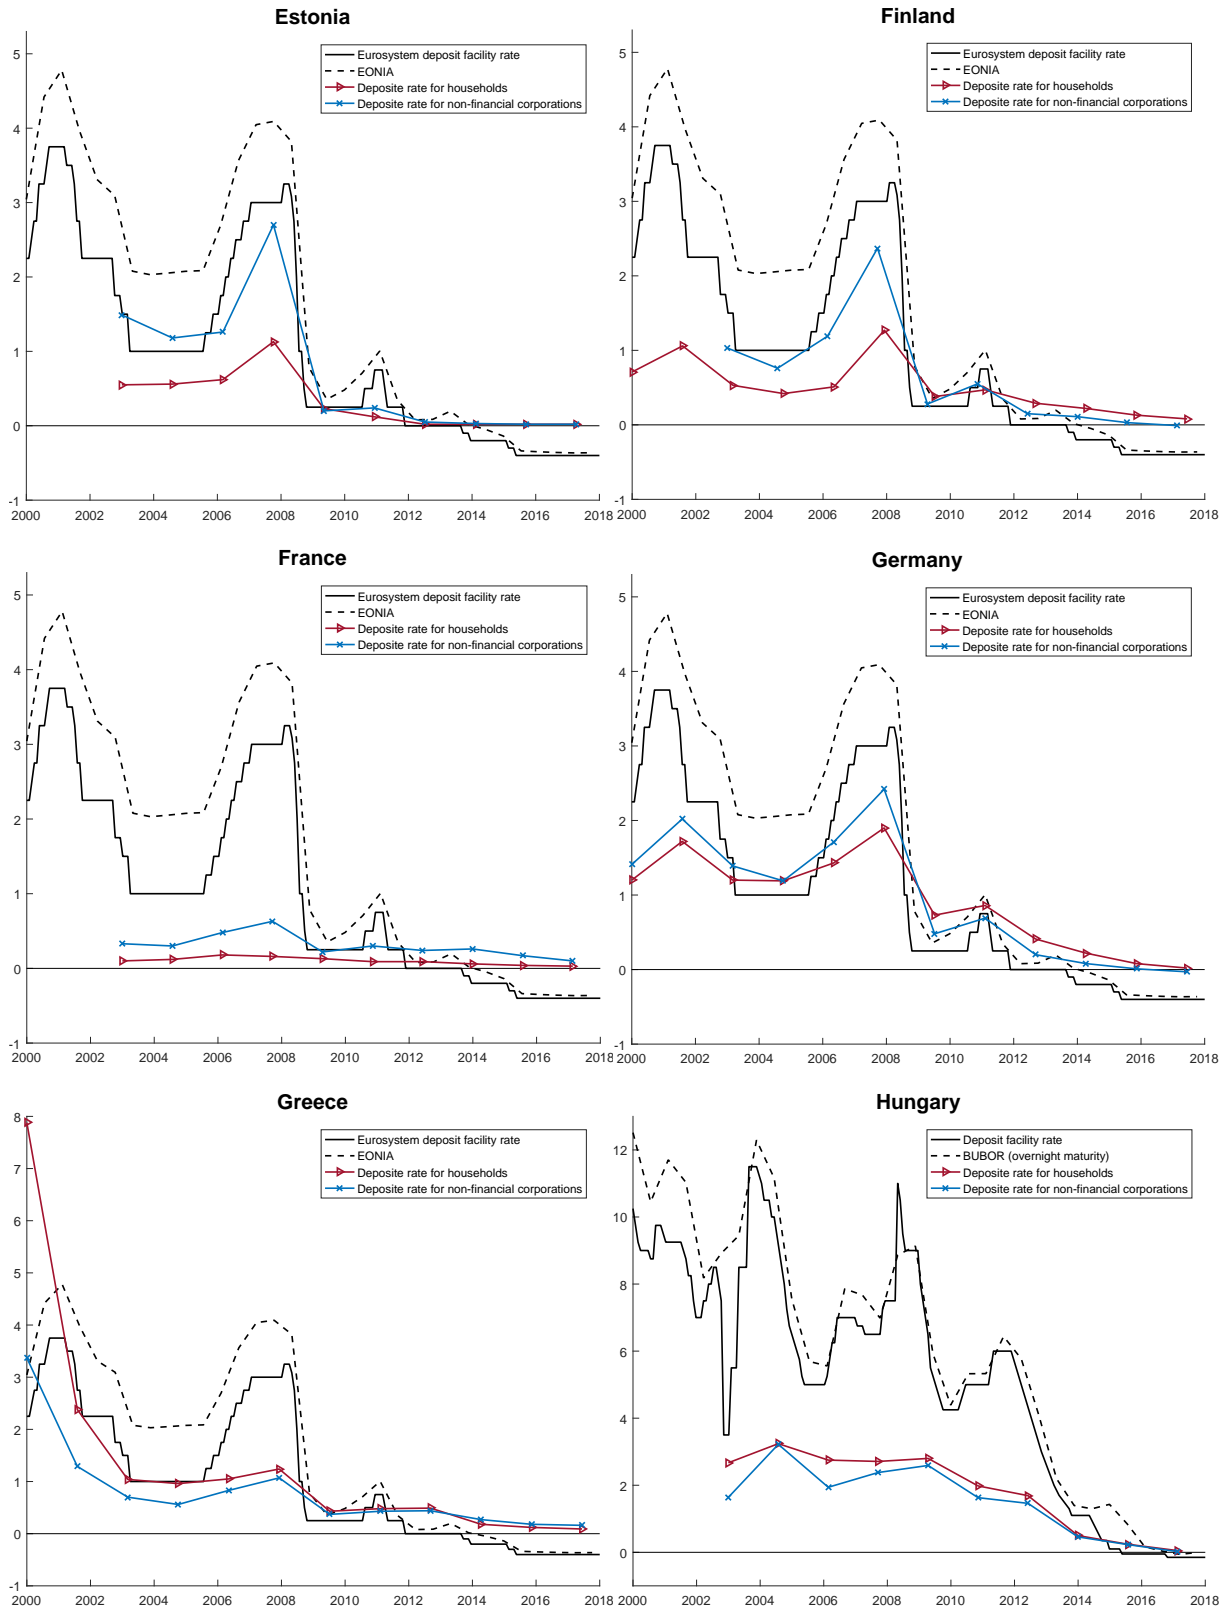 Estonia
Eurosystem deposit facility rate
EONIA
Deposite rate for households
Deposite rate for non-financial corporations
5
4
3
2
1
0
-1
2000 2002 2004 2006 2008 2010 2012 2014 2016 2018
Finland
Eurosystem deposit facility rate
EONIA
Deposite rate for households
Deposite rate for non-financial corporations
5
4
3
2
1
0
-1
2000 2002 2004 2006 2008 2010 2012 2014 2016 2018
France
Eurosystem deposit facility rate
EONIA
Deposite rate for households
Deposite rate for non-financial corporations
5
4
3
2
1
0
-1
2000 2002 2004 2006 2008 2010 2012 2014 2016 2018
Germany
Eurosystem deposit facility rate
EONIA
Deposite rate for households
Deposite rate for non-financial corporations
5
4
3
2
1
0
-1
2000 2002 2004 2006 2008 2010 2012 2014 2016 2018
Greece
Eurosystem deposit facility rate
EONIA
Deposite rate for households
Deposite rate for non-financial corporations
8
7
6
5
4
3
2
1
0
-1
2000 2002 2004 2006 2008 2010 2012 2014 2016 2018
Hungary
Deposit facility rate
BUBOR (overnight maturity)
Deposite rate for households
Deposite rate for non-financial corporations
12
10
8
6
4
2
0
2000 2002 2004 2006 2008 2010 2012 2014 2016 2018